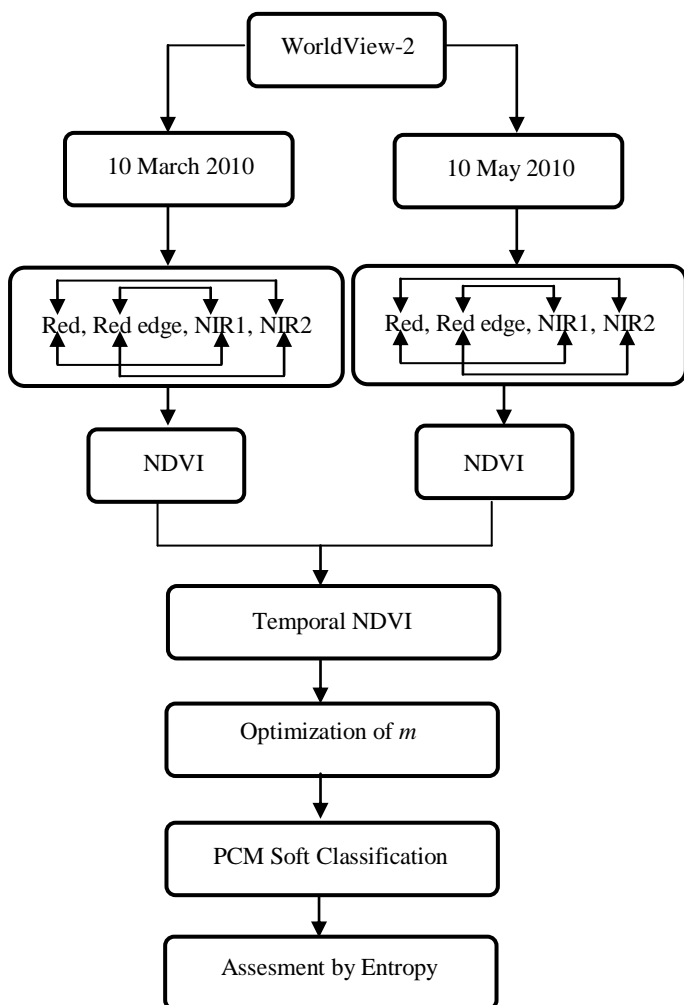 WorldView-2
10 March 2010
10 May 2010
Red, Red edge, NIR1, NIR2
Red, Red edge, NIR1, NIR2
NDVI
NDVI
Temporal NDVI
Optimization of m
PCM Soft Classification
Assesment by Entropy